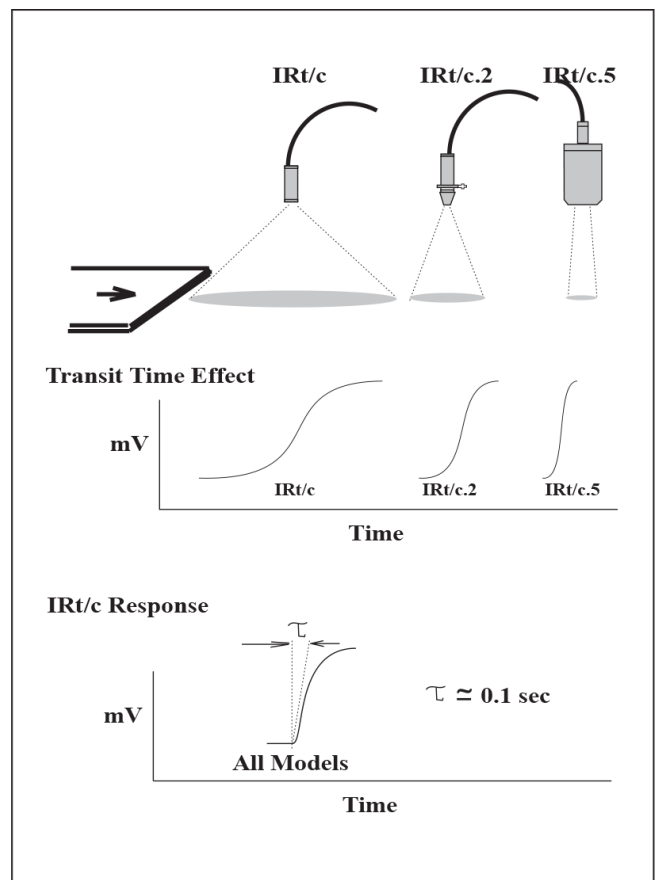 IRt/c IRt/c.2 IRt/c.5
Transit Time Effect
mV
IRt/c IRt/c.2 IRt/c.5
Time
IRt/c Response
τ
mV
τ ≃ 0.1 sec
All Models
Time